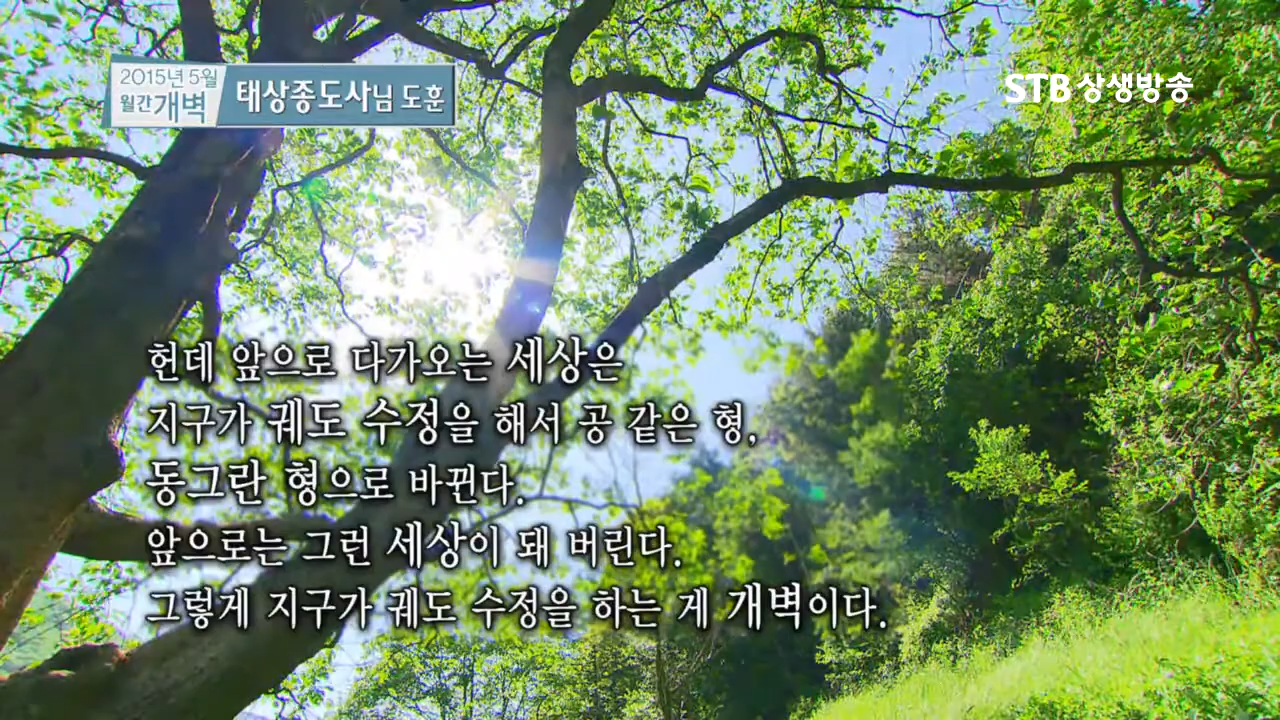 2015년 5월
월간개벽
태상종도사님 도훈
STB 상생방송
헌데 앞으로 다가오는 세상은
지구가 궤도 수정을 해서 공 같은 형,
동그란 형으로 바뀐다.
앞으로는 그런 세상이 돼 버린다.
그렇게 지구가 궤도 수정을 하는 게 개벽이다.